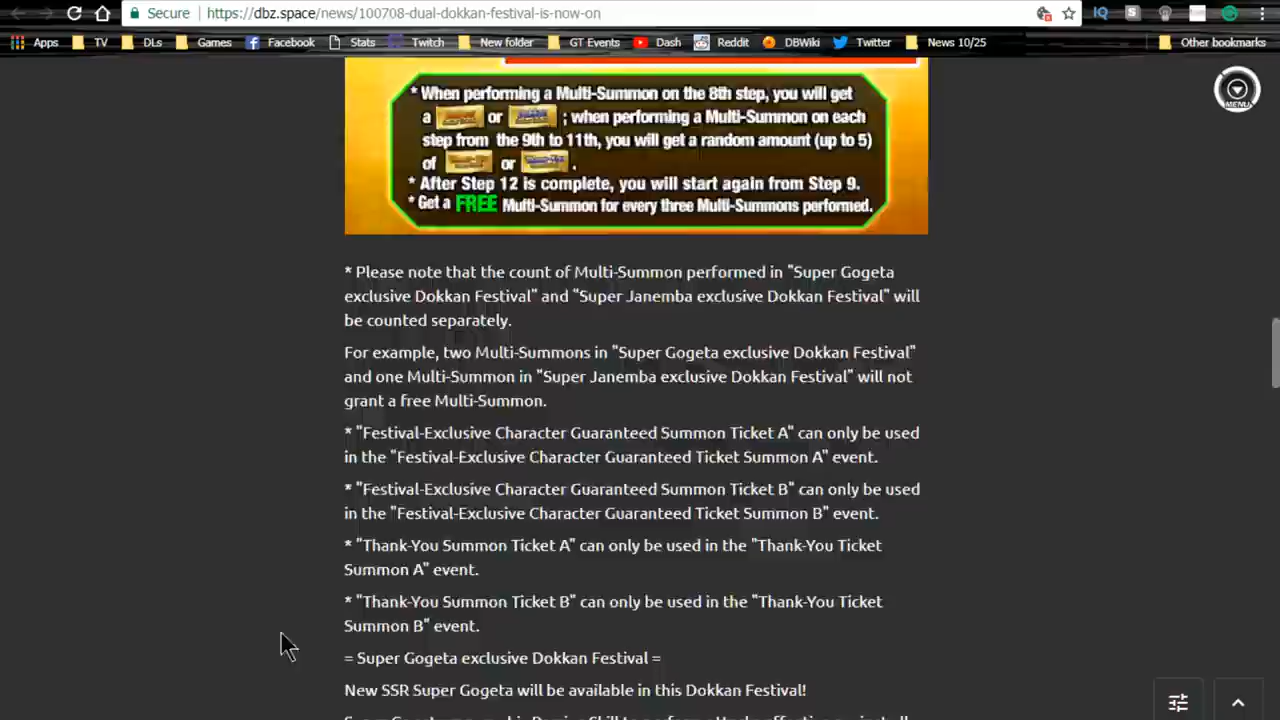 Secure https://dbz.space/news/100708-dual-dokkan-festival-is-now-on
Apps TV DLs Games Facebook Stats Twitch New folder GT Events Dash Reddit DBWiki Twitter News 10/25 Other bookmarks
* When performing a Multi-Summon on the 8th step, you will get
a or ; when performing a Multi-Summon on each
step from the 9th to 11th, you will get a random amount (up to 5)
of or .
* After Step 12 is complete, you will start again from Step 9.
* Get a FREE Multi-Summon for every three Multi-Summons performed.
MENU
* Please note that the count of Multi-Summon performed in "Super Gogeta
exclusive Dokkan Festival" and "Super Janemba exclusive Dokkan Festival" will
be counted separately.
For example, two Multi-Summons in "Super Gogeta exclusive Dokkan Festival"
and one Multi-Summon in "Super Janemba exclusive Dokkan Festival" will not
grant a free Multi-Summon.
* "Festival-Exclusive Character Guaranteed Summon Ticket A" can only be used
in the "Festival-Exclusive Character Guaranteed Ticket Summon A" event.
* "Festival-Exclusive Character Guaranteed Summon Ticket B" can only be used
in the "Festival-Exclusive Character Guaranteed Ticket Summon B" event.
* "Thank-You Summon Ticket A" can only be used in the "Thank-You Ticket
Summon A" event.
* "Thank-You Summon Ticket B" can only be used in the "Thank-You Ticket
Summon B" event.
= Super Gogeta exclusive Dokkan Festival =
New SSR Super Gogeta will be available in this Dokkan Festival!